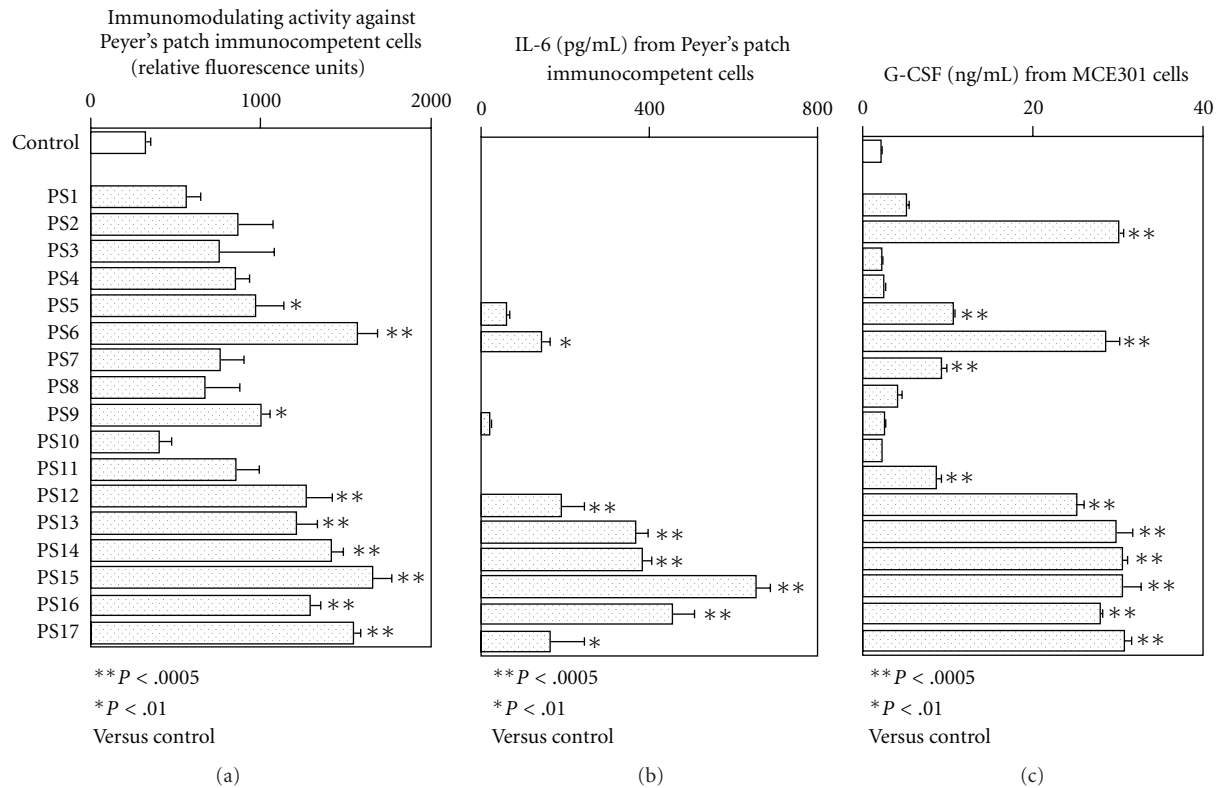 Immunomodulating activity against
Peyer's patch immunocompetent cells
(relative fluorescence units)
0 1000 2000
Control
PS1
PS2
PS3
PS4
PS5 *
PS6 **
PS7
PS8
PS9 *
PS10
PS11
PS12 **
PS13 **
PS14 **
PS15 **
PS16 **
PS17 **
**P < .0005
*P < .01
Versus control
(a)
IL-6 (pg/mL) from Peyer's patch
immunocompetent cells
0 400 800
*
**
**
**
**
**
*
**P < .0005
*P < .01
Versus control
(b)
G-CSF (ng/mL) from MCE301 cells
0 20 40
**
**
**
**
**
**
**
**
**
**
**
**P < .0005
*P < .01
Versus control
(c)